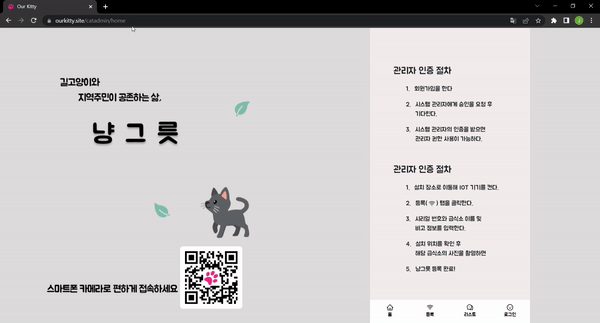 Our Kitty
ourkitty.site/catadmin/home
길고양이와
지역주민이 공존하는 삶,
냥그릇
스마트폰 카메라로 편하게 접속하세요
관리자 인증 절차
1. 회원가입을 한다
2. 시스템 관리자에게 승인을 요청 후
기다린다.
3. 시스템 관리자의 인증을 받으면
관리자 권한 사용이 가능하다.
관리자 인증 절차
1. 설치 장소로 이동해 IOT 기기를 켠다.
2. 등록( ) 탭을 클릭한다.
3. 시리얼 번호와 급식소 이름 및
비고 정보를 입력한다.
4. 설치 위치를 확인 후
해당 급식소의 사진을 촬영하면
5. 냥그릇 등록 완료!
홈 등록 리스트 로그인